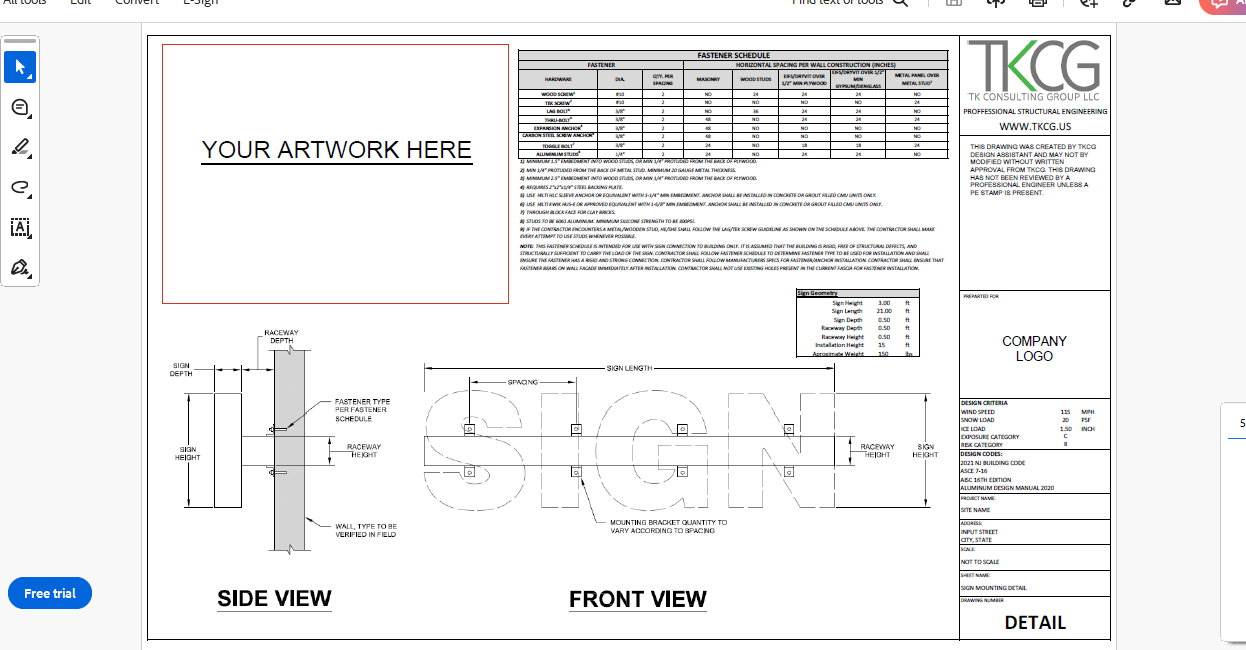 All tools
Edit
Convert
E-Sign
Find text or tools
Free trial
5
YOUR ARTWORK HERE
FASTENER SCHEDULE
FASTENER HORIZONTAL SPACING PER WALL CONSTRUCTION (INCHES)
HARDWARE DIA. QTY. PER SPACING MASONRY WOOD STUDS EIFS/DRYVIT OVER 1/2" MIN PLYWOOD EIFS/DRYVIT OVER 1/2" MIN GYPSUM/DENGLASS METAL PANEL OVER METAL STUD²
WOOD SCREW¹ #10 2 NO 24 24 24 NO
TEK SCREW² #10 2 NO NO NO NO 24
LAG BOLT³ 3/8" 2 NO 36 24 24 NO
THRU-BOLT⁴ 3/8" 2 48 NO 24 24 24
EXPANSION ANCHOR⁵ 3/8" 2 48 NO NO NO NO
CARBON STEEL SCREW ANCHOR⁶ 3/8" 2 48 NO NO NO NO
TOGGLE BOLT⁷ 3/8" 2 24 NO 18 18 24
ALUMINUM STUDS⁸ 1/4" 2 24 NO 24 24 NO
1) MINIMUM 1.5" EMBEDMENT INTO WOOD STUDS, OR MIN 1/4" PROTUDED FROM THE BACK OF PLYWOOD.
2) MIN 1/4" PROTUDED FROM THE BACK OF METAL STUD. MINIMUM 20 GAUGE METAL THICKNESS.
3) MINIMUM 2.5" EMBEDMENT INTO WOOD STUDS, OR MIN 1/4" PROTUDED FROM THE BACK OF PLYWOOD.
4) REQUIRES 2"x2"x1/4" STEEL BACKING PLATE.
5) USE HILTI HLC SLEEVE ANCHOR OR EQUIVALENT WITH 1-1/4" MIN EMBEDMENT. ANCHOR SHALL BE INSTALLED IN CONCRETE OR GROUT FILLED CMU UNITS ONLY.
6) USE HILTI KWIK HUS-E OR APPROVED EQUIVALENT WITH 1-5/8" MIN EMBEDMENT. ANCHOR SHALL BE INSTALLED IN CONCRETE OR GROUT FILLED CMU UNITS ONLY.
7) THROUGH BLOCK FACE FOR CLAY BRICKS.
8) STUDS TO BE 6061 ALUMINUM. MINIMUM SILICONE STRENGTH TO BE 300PSI.
9) IF THE CONTRACTOR ENCOUNTERS A METAL/WOODEN STUD, HE/SHE SHALL FOLLOW THE LAG/TEK SCREW GUIDELINE AS SHOWN ON THE SCHEDULE ABOVE. THE CONTRACTOR SHALL MAKE
EVERY ATTEMPT TO USE STUDS WHENEVER POSSIBLE.
NOTE: THIS FASTENER SCHEDULE IS INTENDED FOR USE WITH SIGN CONNECTION TO BUILDING ONLY. IT IS ASSUMED THAT THE BUILDING IS RIGID, FREE OF STRUCTURAL DEFECTS, AND
STRUCTURALLY SUFFICIENT TO CARRY THE LOAD OF THE SIGN. CONTRACTOR SHALL FOLLOW FASTENER SCHEDULE TO DETERMINE FASTENER TYPE TO BE USED FOR INSTALLATION AND SHALL
ENSURE THE FASTENER HAS A RIGID AND STRONG CONNECTION. CONTRACTOR SHALL FOLLOW MANUFACTURERS SPECS FOR FASTENER/ANCHOR INSTALLATION. CONTRACTOR SHALL ENSURE THAT
FASTENER BEARS ON WALL FACADE IMMEDIATELY AFTER INSTALLATION. CONTRACTOR SHALL NOT USE EXISTING HOLES PRESENT IN THE CURRENT FASCIA FOR FASTENER INSTALLATION.
Sign Geometry
Sign Height 3.00 ft
Sign Length 21.00 ft
Sign Depth 0.50 ft
Raceway Depth 0.50 ft
Raceway Height 0.50 ft
Installation Height 15 ft
Aproximate Weight 150 lbs
RACEWAY
DEPTH
SIGN
DEPTH
FASTENER TYPE
PER FASTENER
SCHEDULE
SIGN
HEIGHT
RACEWAY
HEIGHT
WALL, TYPE TO BE
VERIFIED IN FIELD
SIDE VIEW
SIGN LENGTH
SPACING
SIGN
RACEWAY
HEIGHT
SIGN
HEIGHT
MOUNTING BRACKET QUANTITY TO
VARY ACCORDING TO SPACING
FRONT VIEW
TKCG
TK CONSULTING GROUP LLC
PROFFESSIONAL STRUCTURAL ENGINEERING
WWW.TKCG.US
THIS DRAWING WAS CREATED BY TKCG
DESIGN ASSISTANT AND MAY NOT BY
MODIFIED WITHOUT WRITTEN
APPROVAL FROM TKCG. THIS DRAWING
HAS NOT BEEN REVIEWED BY A
PROFESSIONAL ENGINEER UNLESS A
PE STAMP IS PRESENT.
PREPARTED FOR
COMPANY
LOGO
DESIGN CRITERIA
WIND SPEED 115 MPH
SNOW LOAD 20 PSF
ICE LOAD 1.50 INCH
EXPOSURE CATEGORY C
RISK CATEGORY II
DESIGN CODES:
2021 NJ BUILDING CODE
ASCE 7-16
AISC 16TH EDITION
ALUMINUM DESIGN MANUAL 2020
PROJECT NAME:
SITE NAME
ADDRESS:
INPUT STREET
CITY, STATE
SCALE:
NOT TO SCALE
SHEET NAME:
SIGN MOUNTING DETAIL
DRAWING NUMBER
DETAIL